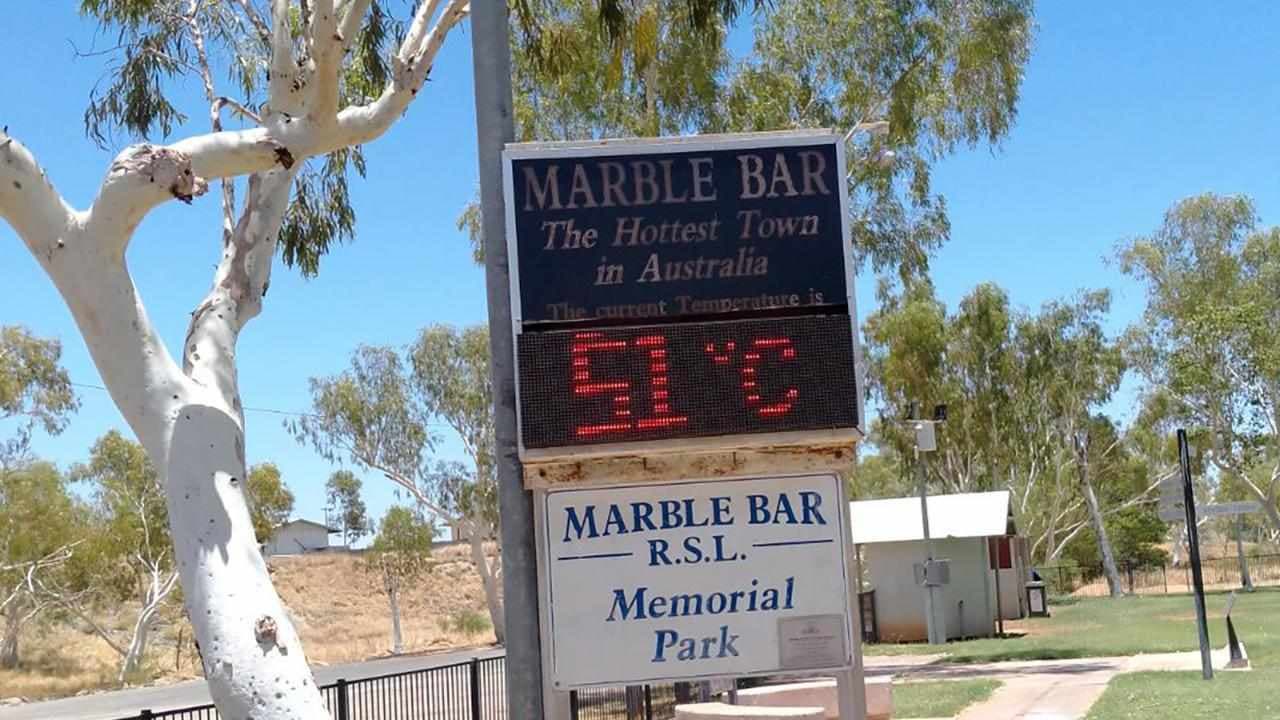 MARBLE BAR
The Hottest Town
in Australia
The current Temperature is
51°C
MARBLE BAR
R.S.L.
Memorial
Park